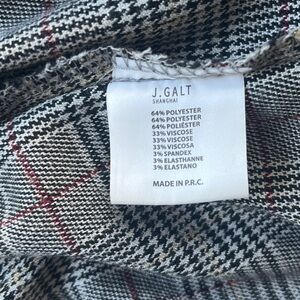 J.GALT
SHANGHAI
64% POLYESTER
64% POLYESTER
64% POLIÉSTER
33% VISCOSE
33% VISCOSE
33% VISCOSA
3% SPANDEX
3% ELASTHANNE
3% ELASTANO
MADE IN P.R.C.